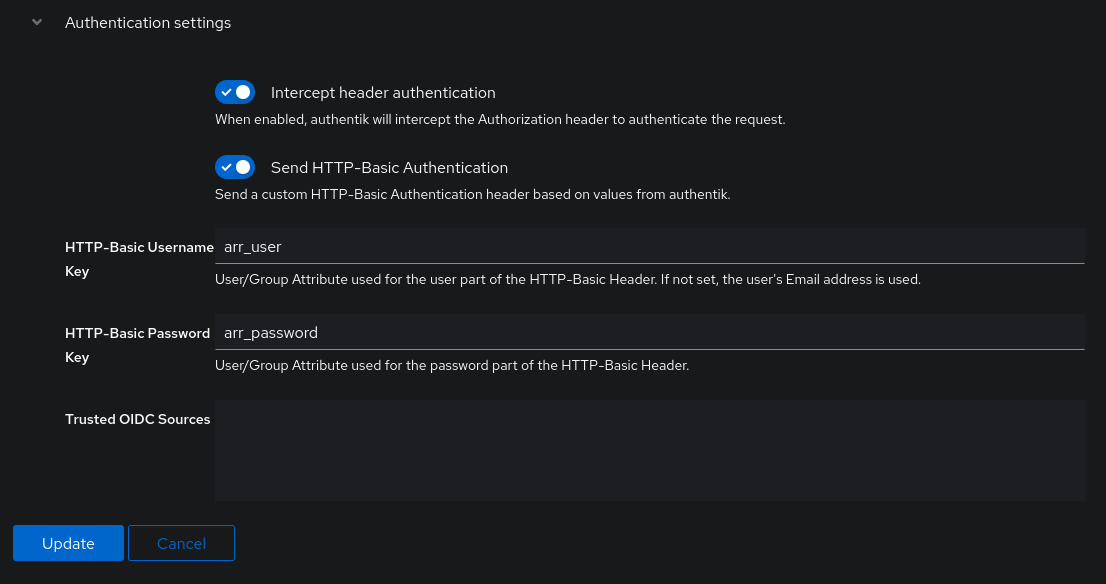 Authentication settings
Intercept header authentication
When enabled, authentik will intercept the Authorization header to authenticate the request.
Send HTTP-Basic Authentication
Send a custom HTTP-Basic Authentication header based on values from authentik.
HTTP-Basic Username
Key
arr_user
User/Group Attribute used for the user part of the HTTP-Basic Header. If not set, the user's Email address is used.
HTTP-Basic Password
Key
arr_password
User/Group Attribute used for the password part of the HTTP-Basic Header.
Trusted OIDC Sources
Update
Cancel